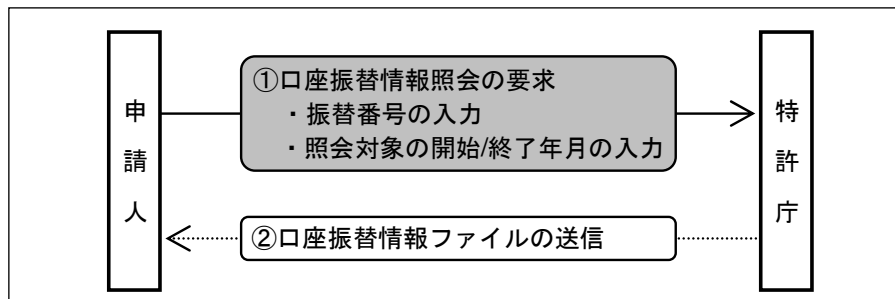 申請人
①口座振替情報照会の要求
・振替番号の入力
・照会対象の開始/終了年月の入力
②口座振替情報ファイルの送信
特許庁